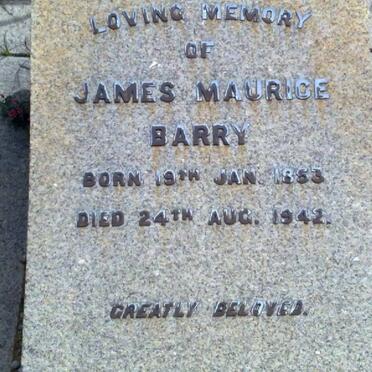 LOVING MEMORY
OF
JAMES MAURICE
BARRY
BORN 19TH JAN. 1853
DIED 24TH AUG. 1942.
GREATLY BELOVED.